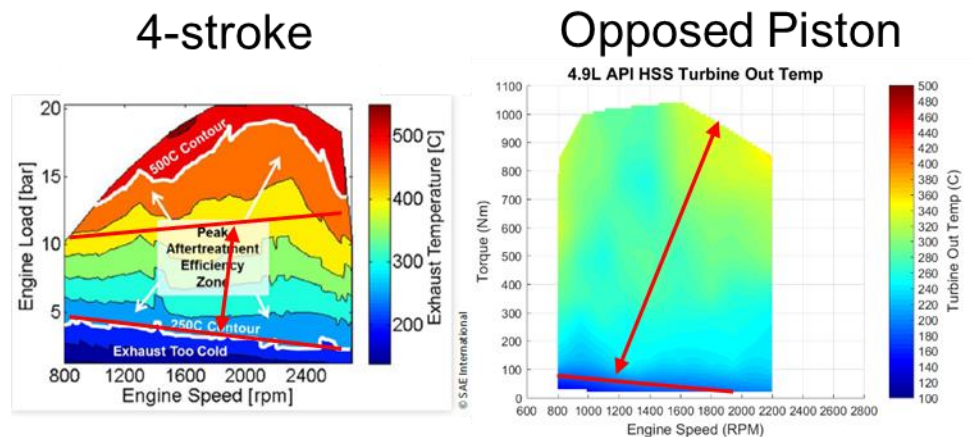 4-stroke
Opposed Piston
20
15
10
5
Engine Load [bar]
500C Contour
Peak
Aftertreatment
Efficiency
Zone
250C Contour
Exhaust Too Cold
800 1200 1600 2000 2400
Engine Speed [rpm]
500
400
300
200
Exhaust Temperature [C]
© SAE International
4.9L API HSS Turbine Out Temp
1100
1000
900
800
700
600
500
400
300
200
100
0
Torque (Nm)
600 800 1000 1200 1400 1600 1800 2000 2200 2400 2600 2800
Engine Speed (RPM)
500
480
460
440
420
400
380
360
340
320
300
280
260
240
220
200
180
160
140
120
100
Turbine Out Temp (C)